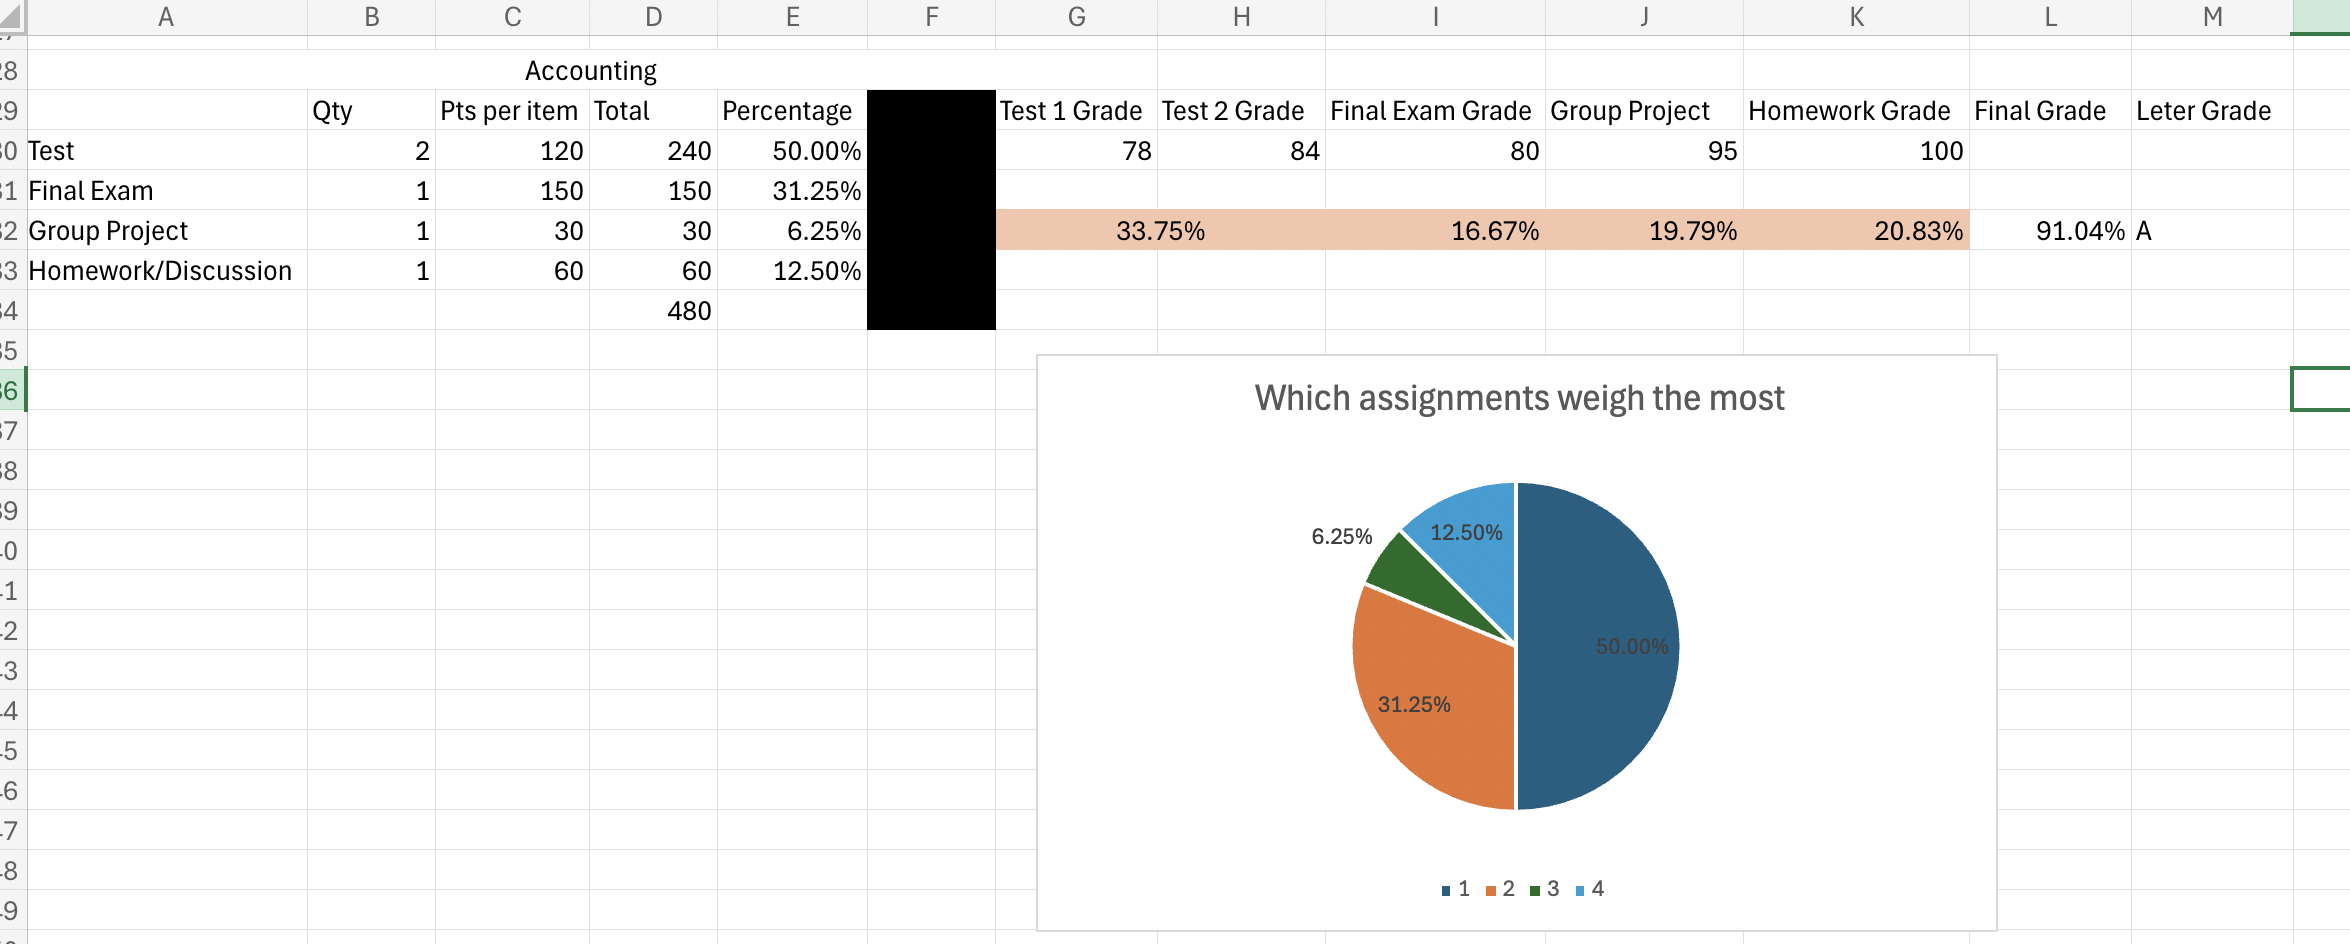 A B C D E F G H I J K L M
28 Accounting
29 Qty Pts per item Total Percentage Test 1 Grade Test 2 Grade Final Exam Grade Group Project Homework Grade Final Grade Leter Grade
30 Test 2 120 240 50.00% 78 84 80 95 100
31 Final Exam 1 150 150 31.25%
32 Group Project 1 30 30 6.25% 33.75% 16.67% 19.79% 20.83% 91.04% A
33 Homework/Discussion 1 60 60 12.50%
34 480
35
36
37
38
39
40
41
42
43
44
45
46
47
48
49
Which assignments weigh the most
12.50%
6.25%
50.00%
31.25%
1 2 3 4